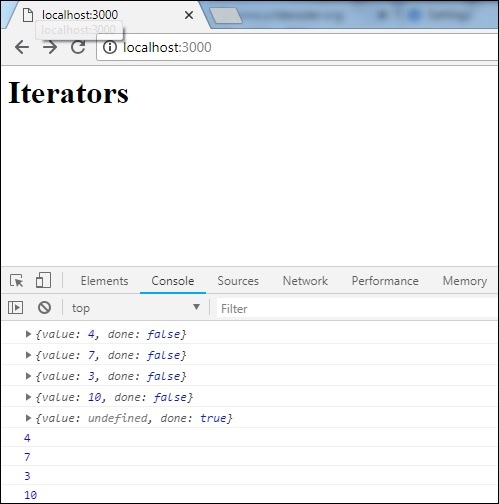 localhost:3000
localhost:3000
localhost:3000
Iterators
Elements Console Sources Network Performance Memory
top Filter
{value: 4, done: false}
{value: 7, done: false}
{value: 3, done: false}
{value: 10, done: false}
{value: undefined, done: true}
4
7
3
10